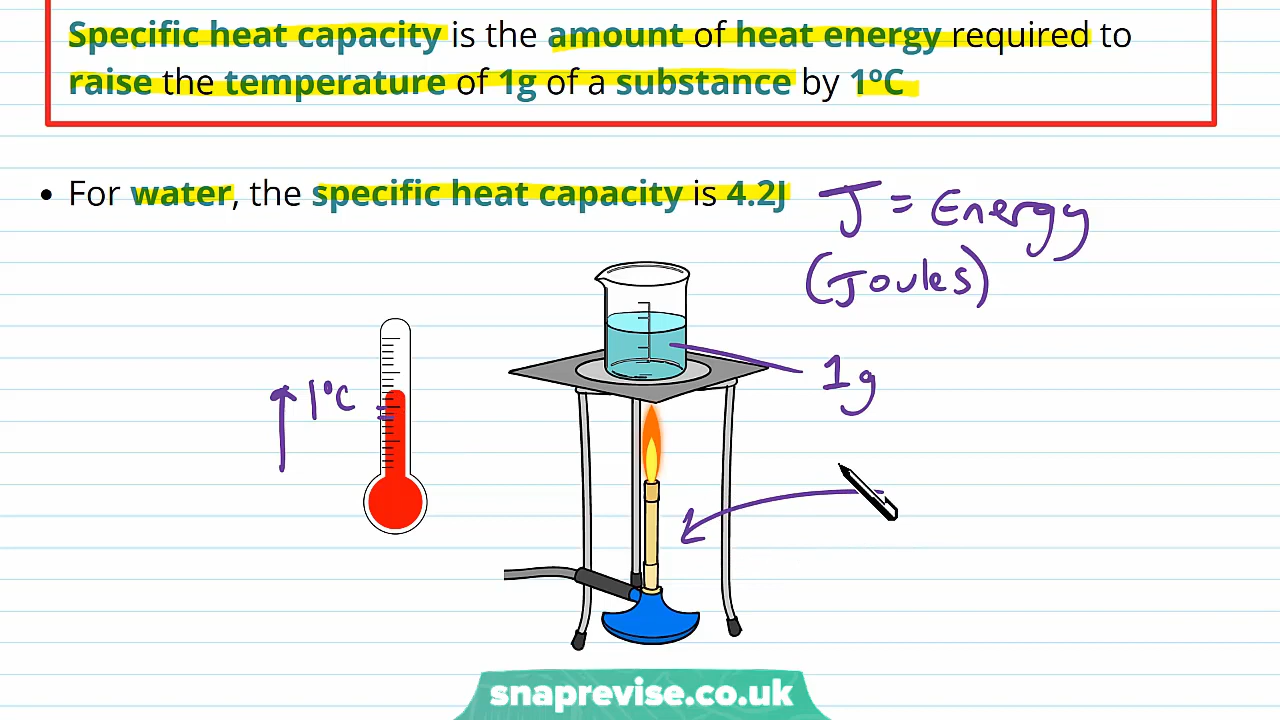 Specific heat capacity is the amount of heat energy required to
raise the temperature of 1g of a substance by 1ºC
• For water, the specific heat capacity is 4.2J
J = Energy
(Joules)
1g
1°C
snaprevise.co.uk